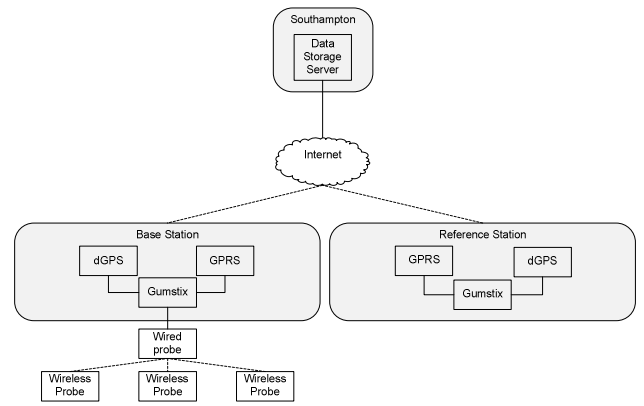 Southampton
Data
Storage
Server
Internet
Base Station
dGPS
GPRS
Gumstix
Reference Station
GPRS
dGPS
Gumstix
Wired
probe
Wireless
Probe
Wireless
Probe
Wireless
Probe